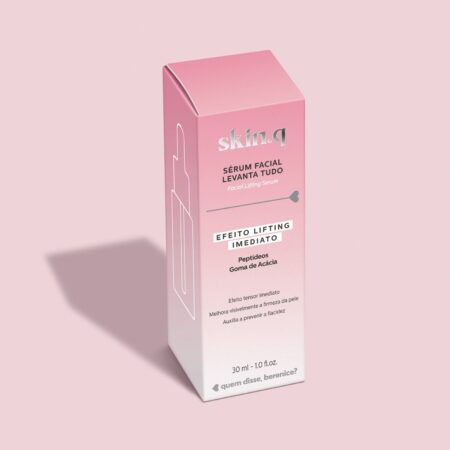 skin.q
SÉRUM FACIAL
LEVANTA TUDO
Facial Lifting Serum
EFEITO LIFTING
IMEDIATO
Peptídeos
Goma de Acácia
Efeito tensor imediato
Melhora visivelmente a firmeza da pele
Auxilia a prevenir a flacidez
30 ml - 1.0 fl.oz.
quem disse, berenice?